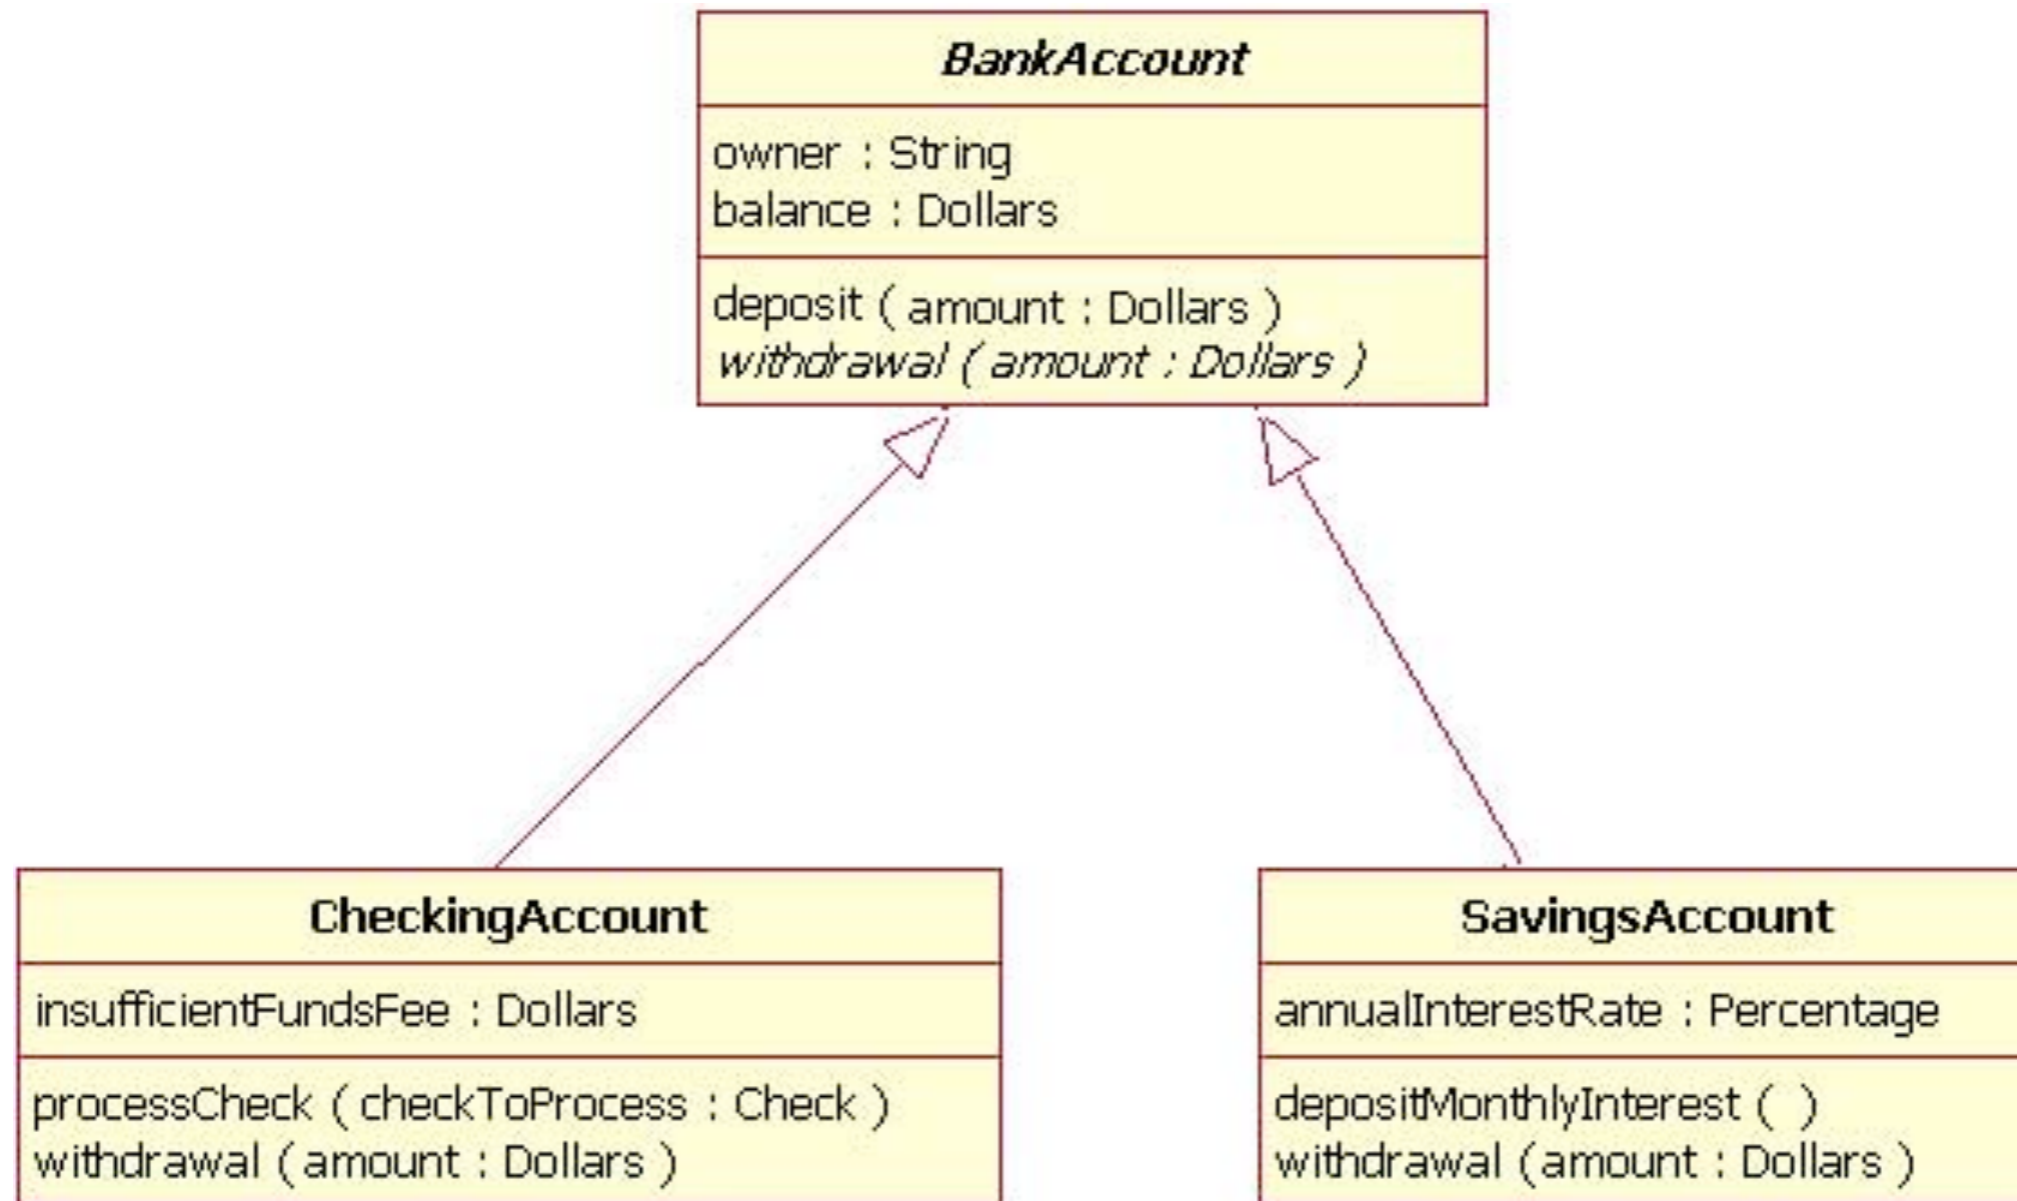 BankAccount
owner : String
balance : Dollars
deposit ( amount : Dollars )
withdrawal ( amount : Dollars )
CheckingAccount
insufficientFundsFee : Dollars
processCheck ( checkToProcess : Check )
withdrawal ( amount : Dollars )
SavingsAccount
annualInterestRate : Percentage
depositMonthlyInterest ( )
withdrawal ( amount : Dollars )